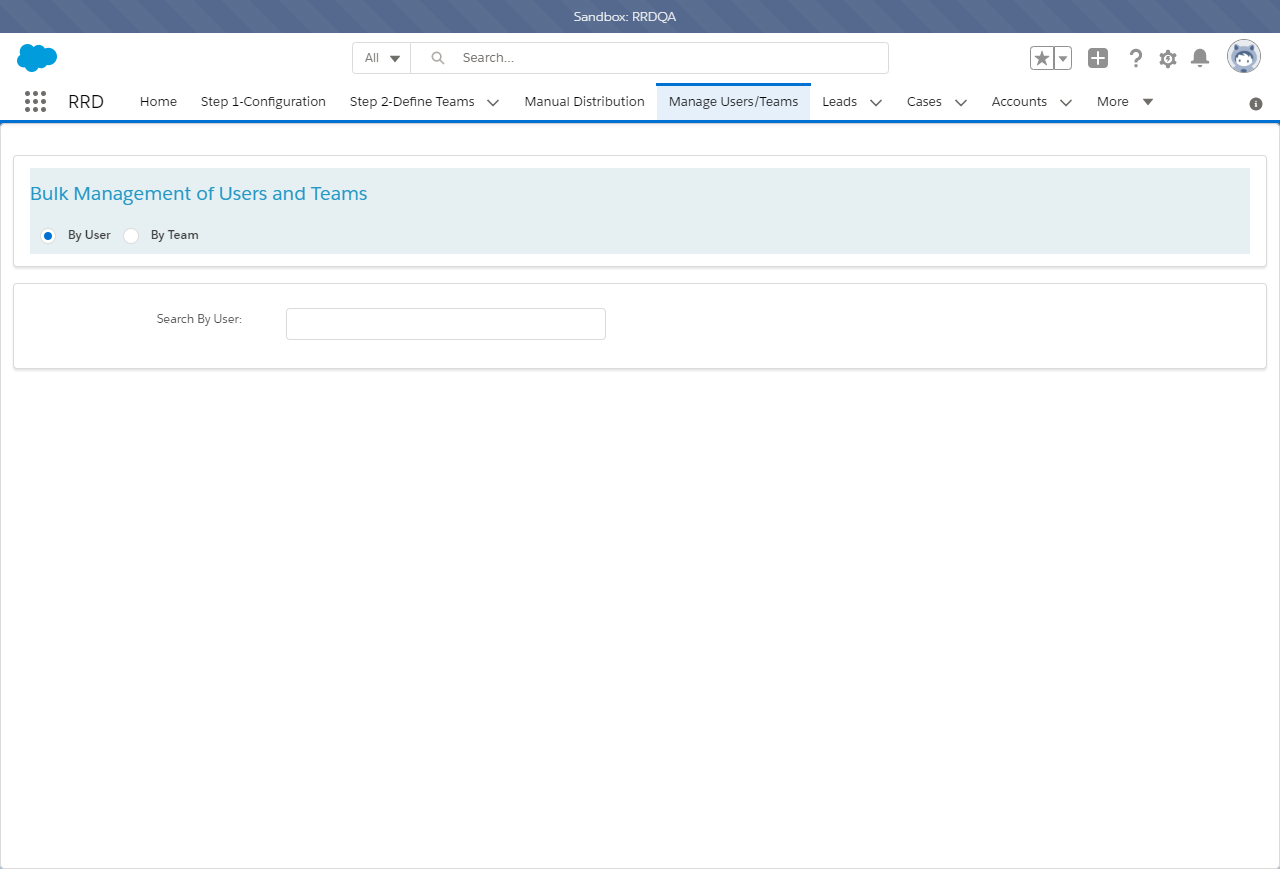 Sandbox: RRDQA
All Search...
RRD Home Step 1-Configuration Step 2-Define Teams Manual Distribution Manage Users/Teams Leads Cases Accounts More
Bulk Management of Users and Teams
By User By Team
Search By User: